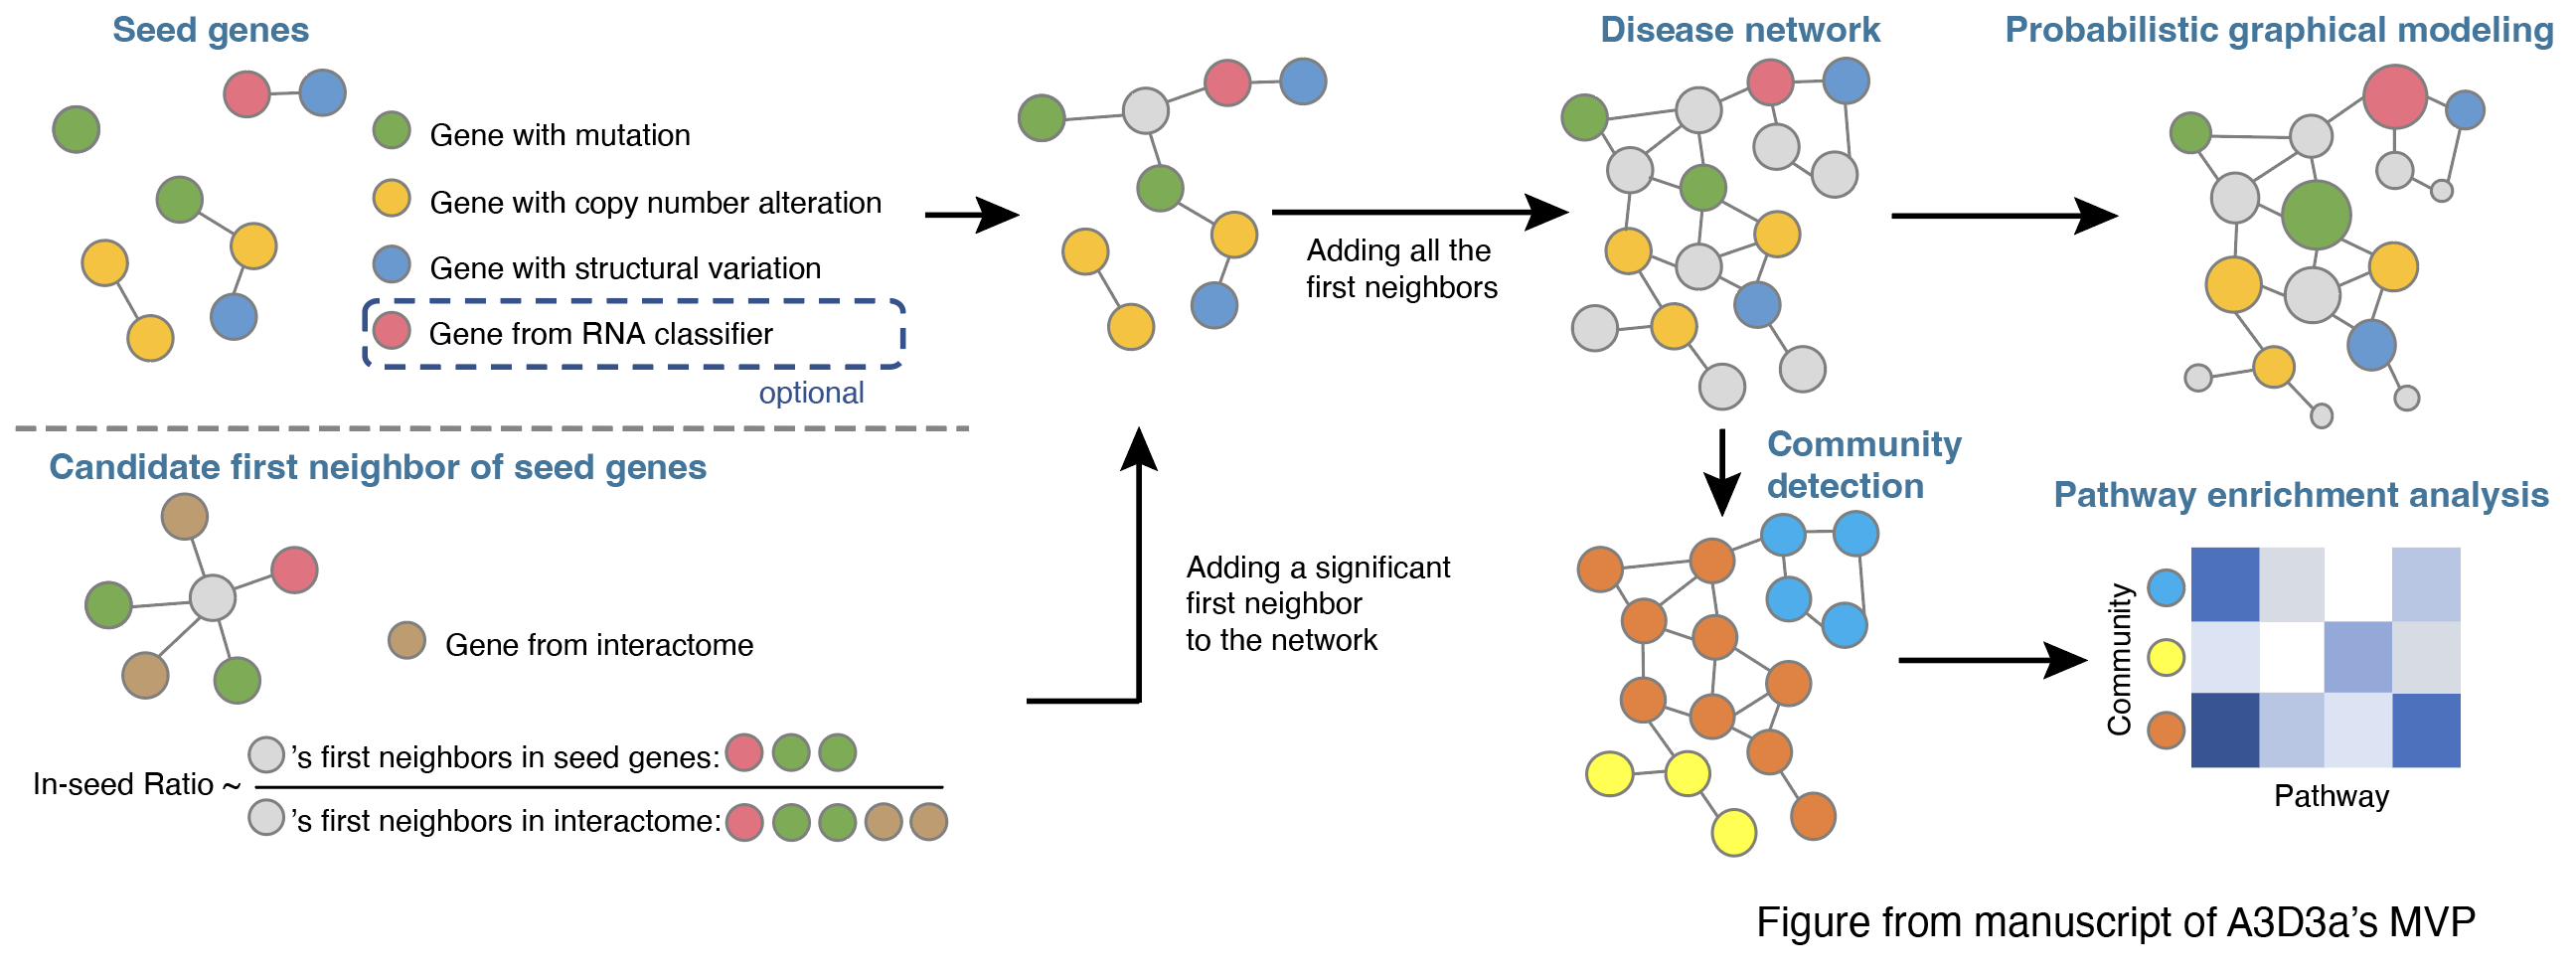 Seed genes
Gene with mutation
Gene with copy number alteration
Gene with structural variation
Gene from RNA classifier
optional
Candidate first neighbor of seed genes
Gene from interactome
In-seed Ratio ~
's first neighbors in seed genes:
's first neighbors in interactome:
Adding a significant
first neighbor
to the network
Adding all the
first neighbors
Disease network
Probabilistic graphical modeling
Community
detection
Pathway enrichment analysis
Community
Pathway
Figure from manuscript of A3D3a's MVP